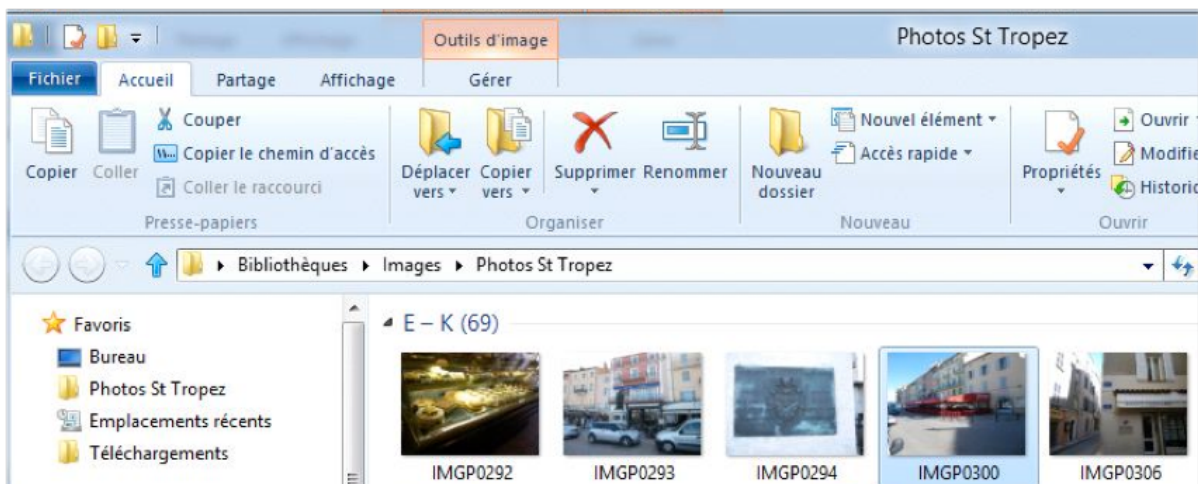 Outils d'image
Photos St Tropez
Fichier Accueil Partage Affichage Gérer
Copier
Coller
Couper
Copier le chemin d'accès
Coller le raccourci
Presse-papiers
Déplacer vers
Copier vers
Supprimer
Renommer
Organiser
Nouveau dossier
Nouvel élément
Accès rapide
Nouveau
Propriétés
Ouvrir
Modifie
Historic
Ouvrir
Bibliothèques Images Photos St Tropez
Favoris
Bureau
Photos St Tropez
Emplacements récents
Téléchargements
E – K (69)
IMGP0292 IMGP0293 IMGP0294 IMGP0300 IMGP0306